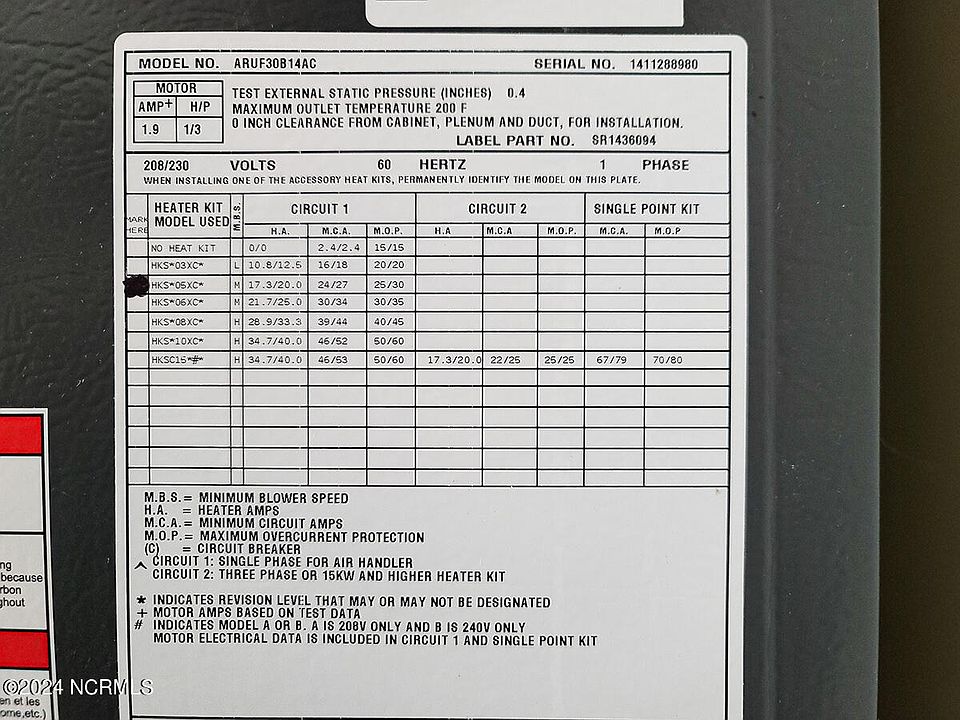 MODEL NO. ARUF30B14AC SERIAL NO. 1411288980
MOTOR
AMP+ H/P
1.9 1/3
TEST EXTERNAL STATIC PRESSURE (INCHES) 0.4
MAXIMUM OUTLET TEMPERATURE 200 F
0 INCH CLEARANCE FROM CABINET, PLENUM AND DUCT, FOR INSTALLATION.
LABEL PART NO. SR1436094
208/230 VOLTS 60 HERTZ 1 PHASE
WHEN INSTALLING ONE OF THE ACCESSORY HEAT KITS, PERMANENTLY IDENTIFY THE MODEL ON THIS PLATE.
MARK HERE HEATER KIT MODEL USED M.B.S. CIRCUIT 1 CIRCUIT 2 SINGLE POINT KIT
H.A. M.C.A. M.O.P. H.A M.C.A M.O.P. M.C.A. M.O.P
NO HEAT KIT 0/0 2.4/2.4 15/15
HKS*03XC* L 10.8/12.5 16/18 20/20
HKS*05XC* M 17.3/20.0 24/27 25/30
HKS*06XC* M 21.7/25.0 30/34 30/35
HKS*08XC* H 28.9/33.3 39/44 40/45
HKS*10XC* H 34.7/40.0 46/52 50/60
HKSC15*#* H 34.7/40.0 46/53 50/60 17.3/20.0 22/25 25/25 67/79 70/80
M.B.S.= MINIMUM BLOWER SPEED
H.A. = HEATER AMPS
M.C.A.= MINIMUM CIRCUIT AMPS
M.O.P.= MAXIMUM OVERCURRENT PROTECTION
(C) = CIRCUIT BREAKER
^ CIRCUIT 1: SINGLE PHASE FOR AIR HANDLER
CIRCUIT 2: THREE PHASE OR 15KW AND HIGHER HEATER KIT
* INDICATES REVISION LEVEL THAT MAY OR MAY NOT BE DESIGNATED
+ MOTOR AMPS BASED ON TEST DATA
# INDICATES MODEL A OR B. A IS 208V ONLY AND B IS 240V ONLY
MOTOR ELECTRICAL DATA IS INCLUDED IN CIRCUIT 1 AND SINGLE POINT KIT
ng
because
rbon
ghout
©2024 NCRMLS
en et les
ome,etc.)